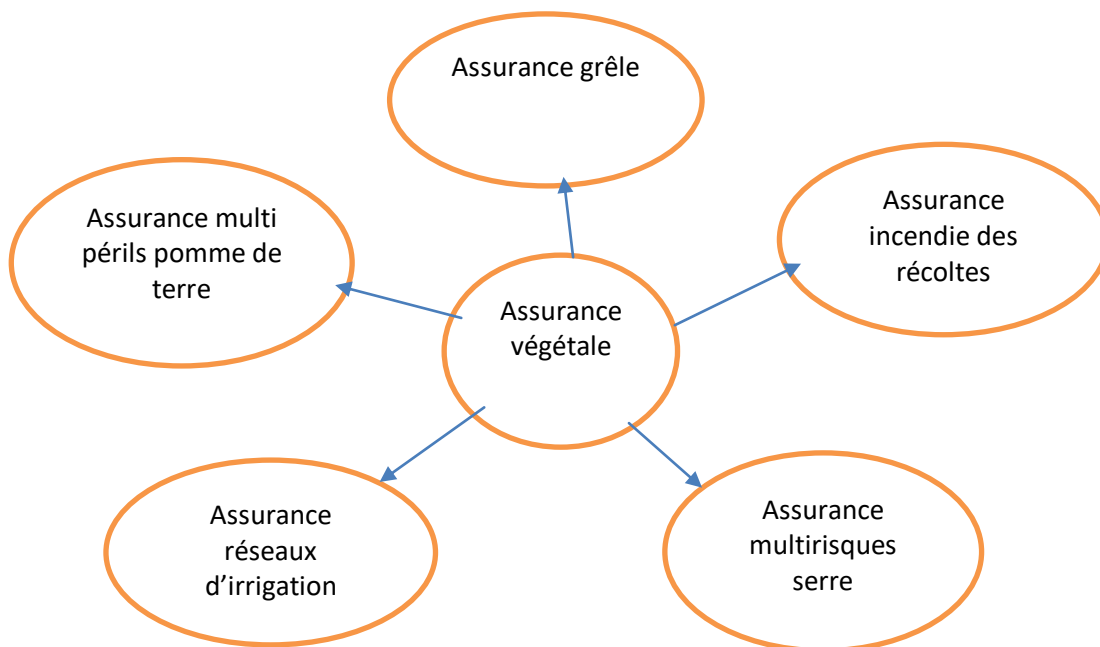 Assurance grêle
Assurance multi
périls pomme de
terre
Assurance
incendie des
récoltes
Assurance
végétale
Assurance
réseaux
d’irrigation
Assurance
multirisques
serre